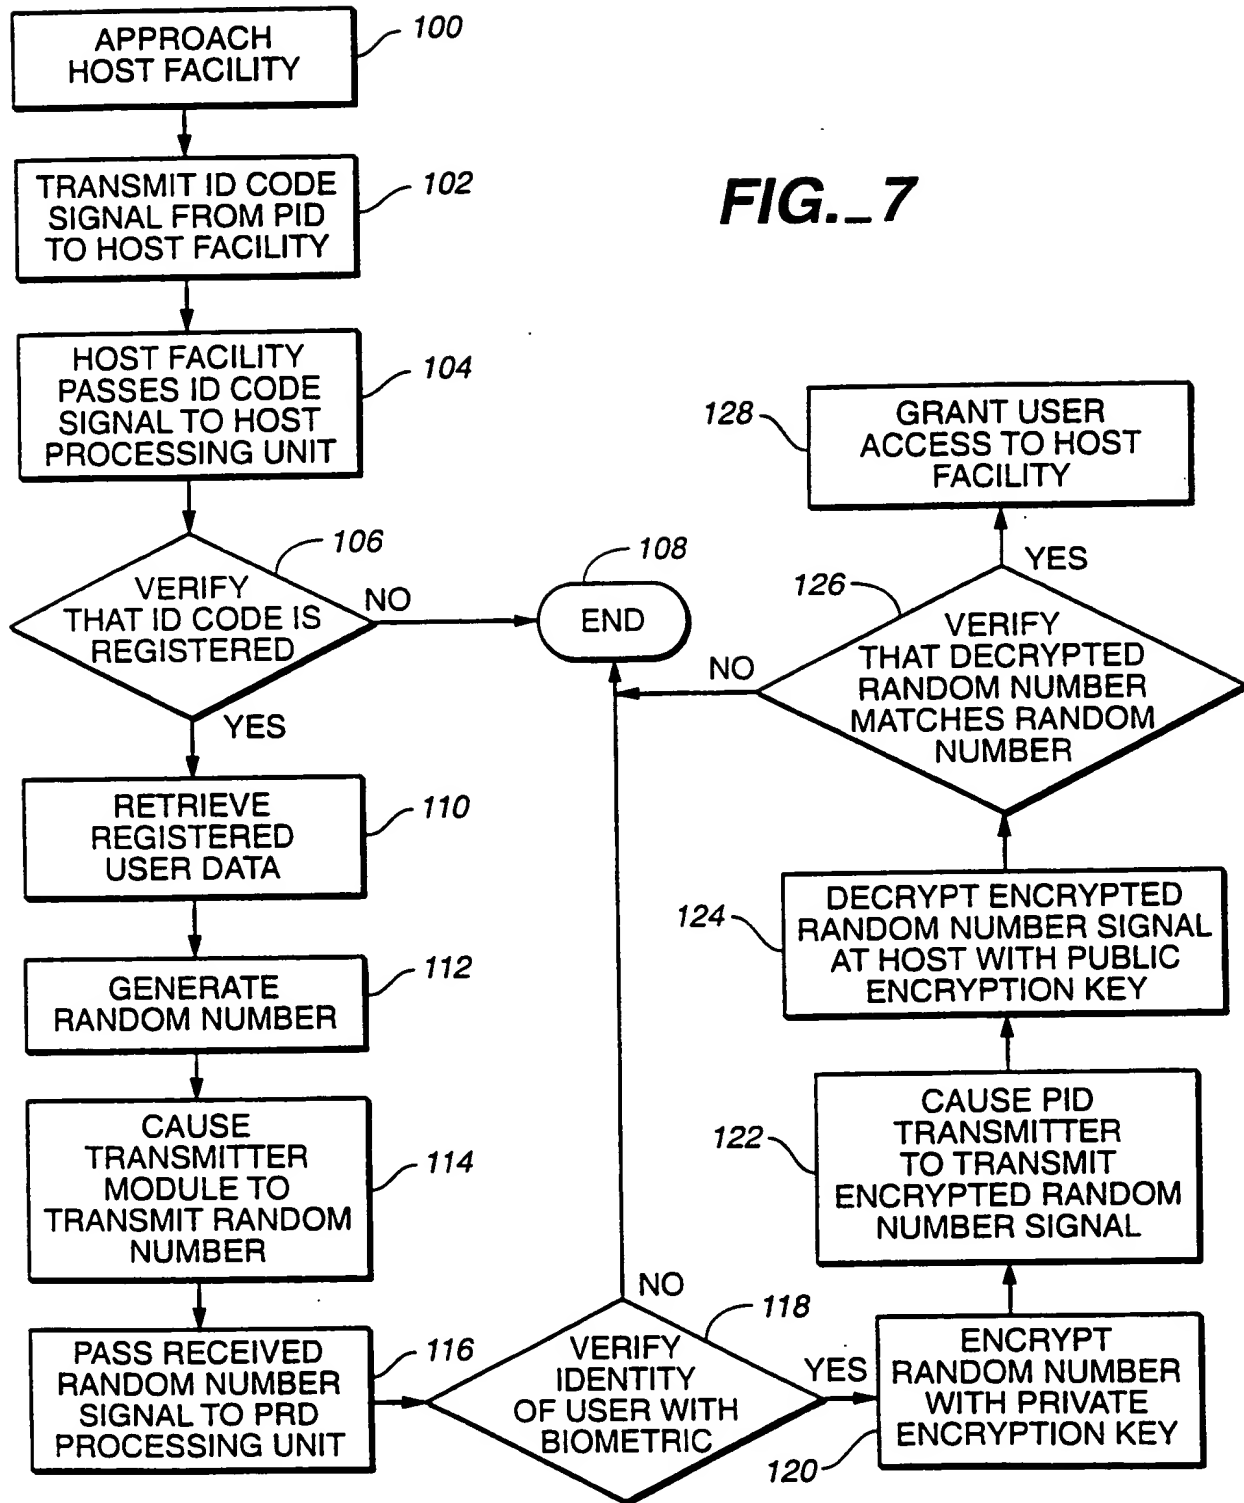 APPROACH
HOST FACILITY
100
TRANSMIT ID CODE
SIGNAL FROM PID
TO HOST FACILITY
102
FIG._7
HOST FACILITY
PASSES ID CODE
SIGNAL TO HOST
PROCESSING UNIT
104
VERIFY
THAT ID CODE IS
REGISTERED
106
NO
YES
END
108
RETRIEVE
REGISTERED
USER DATA
110
GENERATE
RANDOM NUMBER
112
CAUSE
TRANSMITTER
MODULE TO
TRANSMIT RANDOM
NUMBER
114
PASS RECEIVED
RANDOM NUMBER
SIGNAL TO PRD
PROCESSING UNIT
116
VERIFY
IDENTITY
OF USER WITH
BIOMETRIC
118
NO
YES
ENCRYPT
RANDOM NUMBER
WITH PRIVATE
ENCRYPTION KEY
120
CAUSE PID
TRANSMITTER
TO TRANSMIT
ENCRYPTED RANDOM
NUMBER SIGNAL
122
DECRYPT ENCRYPTED
RANDOM NUMBER SIGNAL
AT HOST WITH PUBLIC
ENCRYPTION KEY
124
VERIFY
THAT DECRYPTED
RANDOM NUMBER
MATCHES RANDOM
NUMBER
126
NO
YES
GRANT USER
ACCESS TO HOST
FACILITY
128